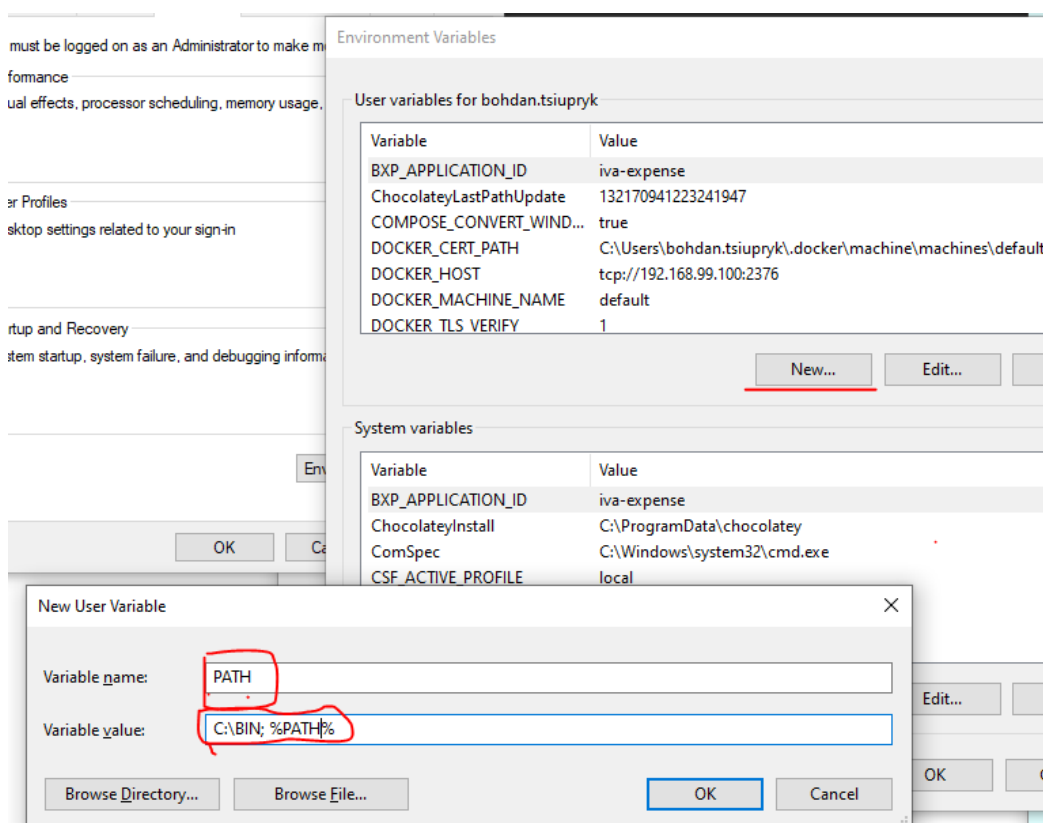 must be logged on as an Administrator to make m
formance
ual effects, processor scheduling, memory usage,
er Profiles
sktop settings related to your sign-in
rtup and Recovery
stem startup, system failure, and debugging informa
Env
OK
Ca
Environment Variables
User variables for bohdan.tsiupryk
Variable Value
BXP_APPLICATION_ID iva-expense
ChocolateyLastPathUpdate 132170941223241947
COMPOSE_CONVERT_WIND... true
DOCKER_CERT_PATH C:\Users\bohdan.tsiupryk\.docker\machine\machines\default
DOCKER_HOST tcp://192.168.99.100:2376
DOCKER_MACHINE_NAME default
DOCKER_TLS_VERIFY 1
New... Edit...
System variables
Variable Value
BXP_APPLICATION_ID iva-expense
ChocolateyInstall C:\ProgramData\chocolatey
ComSpec C:\Windows\system32\cmd.exe
CSF_ACTIVE_PROFILE local
Edit...
OK
New User Variable
Variable name: PATH
Variable value: C:\BIN; %PATH%
Browse Directory... Browse File... OK Cancel